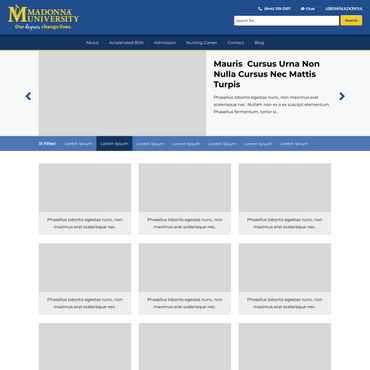 MADONNA
UNIVERSITY
Our degrees change lives.
(844) 319-2107
Chat
ABSN@MADONNA
Search for...
Search
About
Accelerated BSN
Admission
Nursing Career
Contact
Blog
Mauris Cursus Urna Non
Nulla Cursus Nec Mattis
Turpis
Phasellus lobortis egestas nunc, non maximus erat
scelerisque nec. Nullam non ex a ex suscipit elementum.
Phasellus fermentum, tortor si...
Filter:
Lorem Ipsum
Lorem Ipsum
Lorem Ipsum
Lorem Ipsum
Lorem Ipsum
Lorem Ipsum
Lorem Ipsum
Phasellus lobortis egestas nunc, non
maximus erat scelerisque nec.
Phasellus lobortis egestas nunc, non
maximus erat scelerisque nec.
Phasellus lobortis egestas nunc, non
maximus erat scelerisque nec.
Phasellus lobortis egestas nunc, non
maximus erat scelerisque nec.
Phasellus lobortis egestas nunc, non
maximus erat scelerisque nec.
Phasellus lobortis egestas nunc, non
maximus erat scelerisque nec.